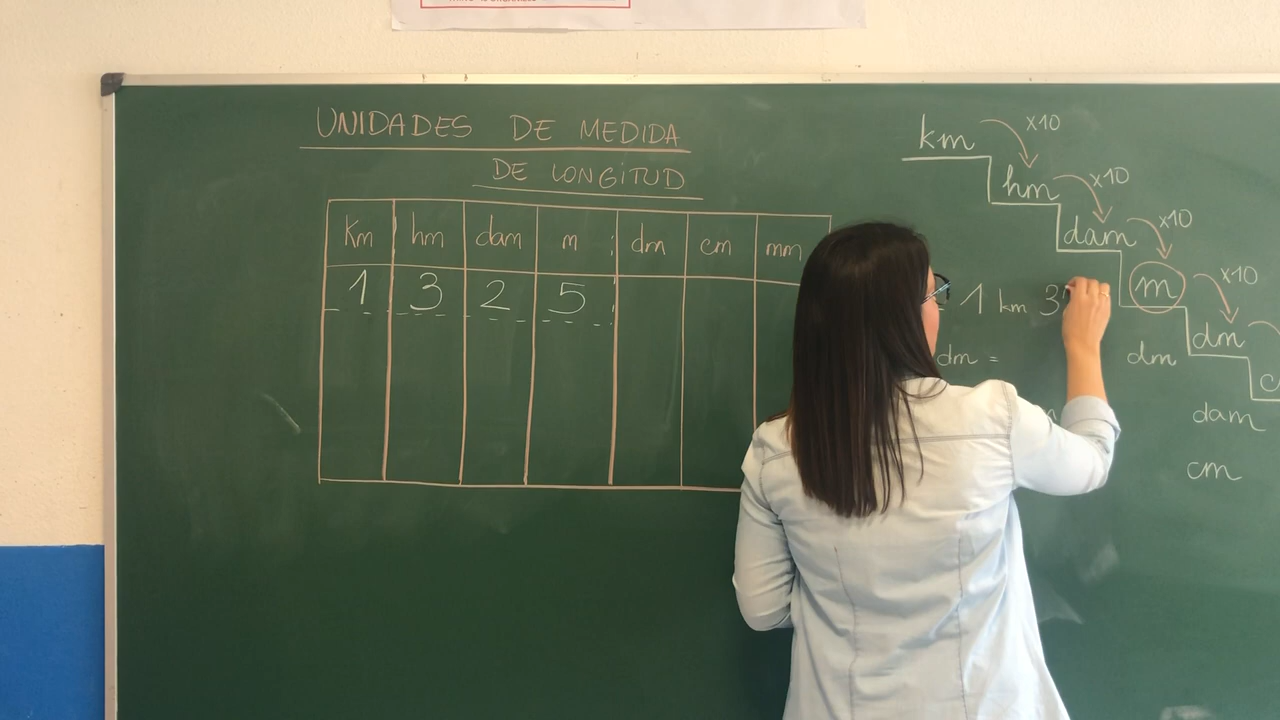 UNIDADES DE MEDIDA
DE LONGITUD
Km hm dam m dm cm mm
1 3 2 5
km x10
hm x10
dam x10
m x10
dm
1 km 3
dm =
dm
dam
cm